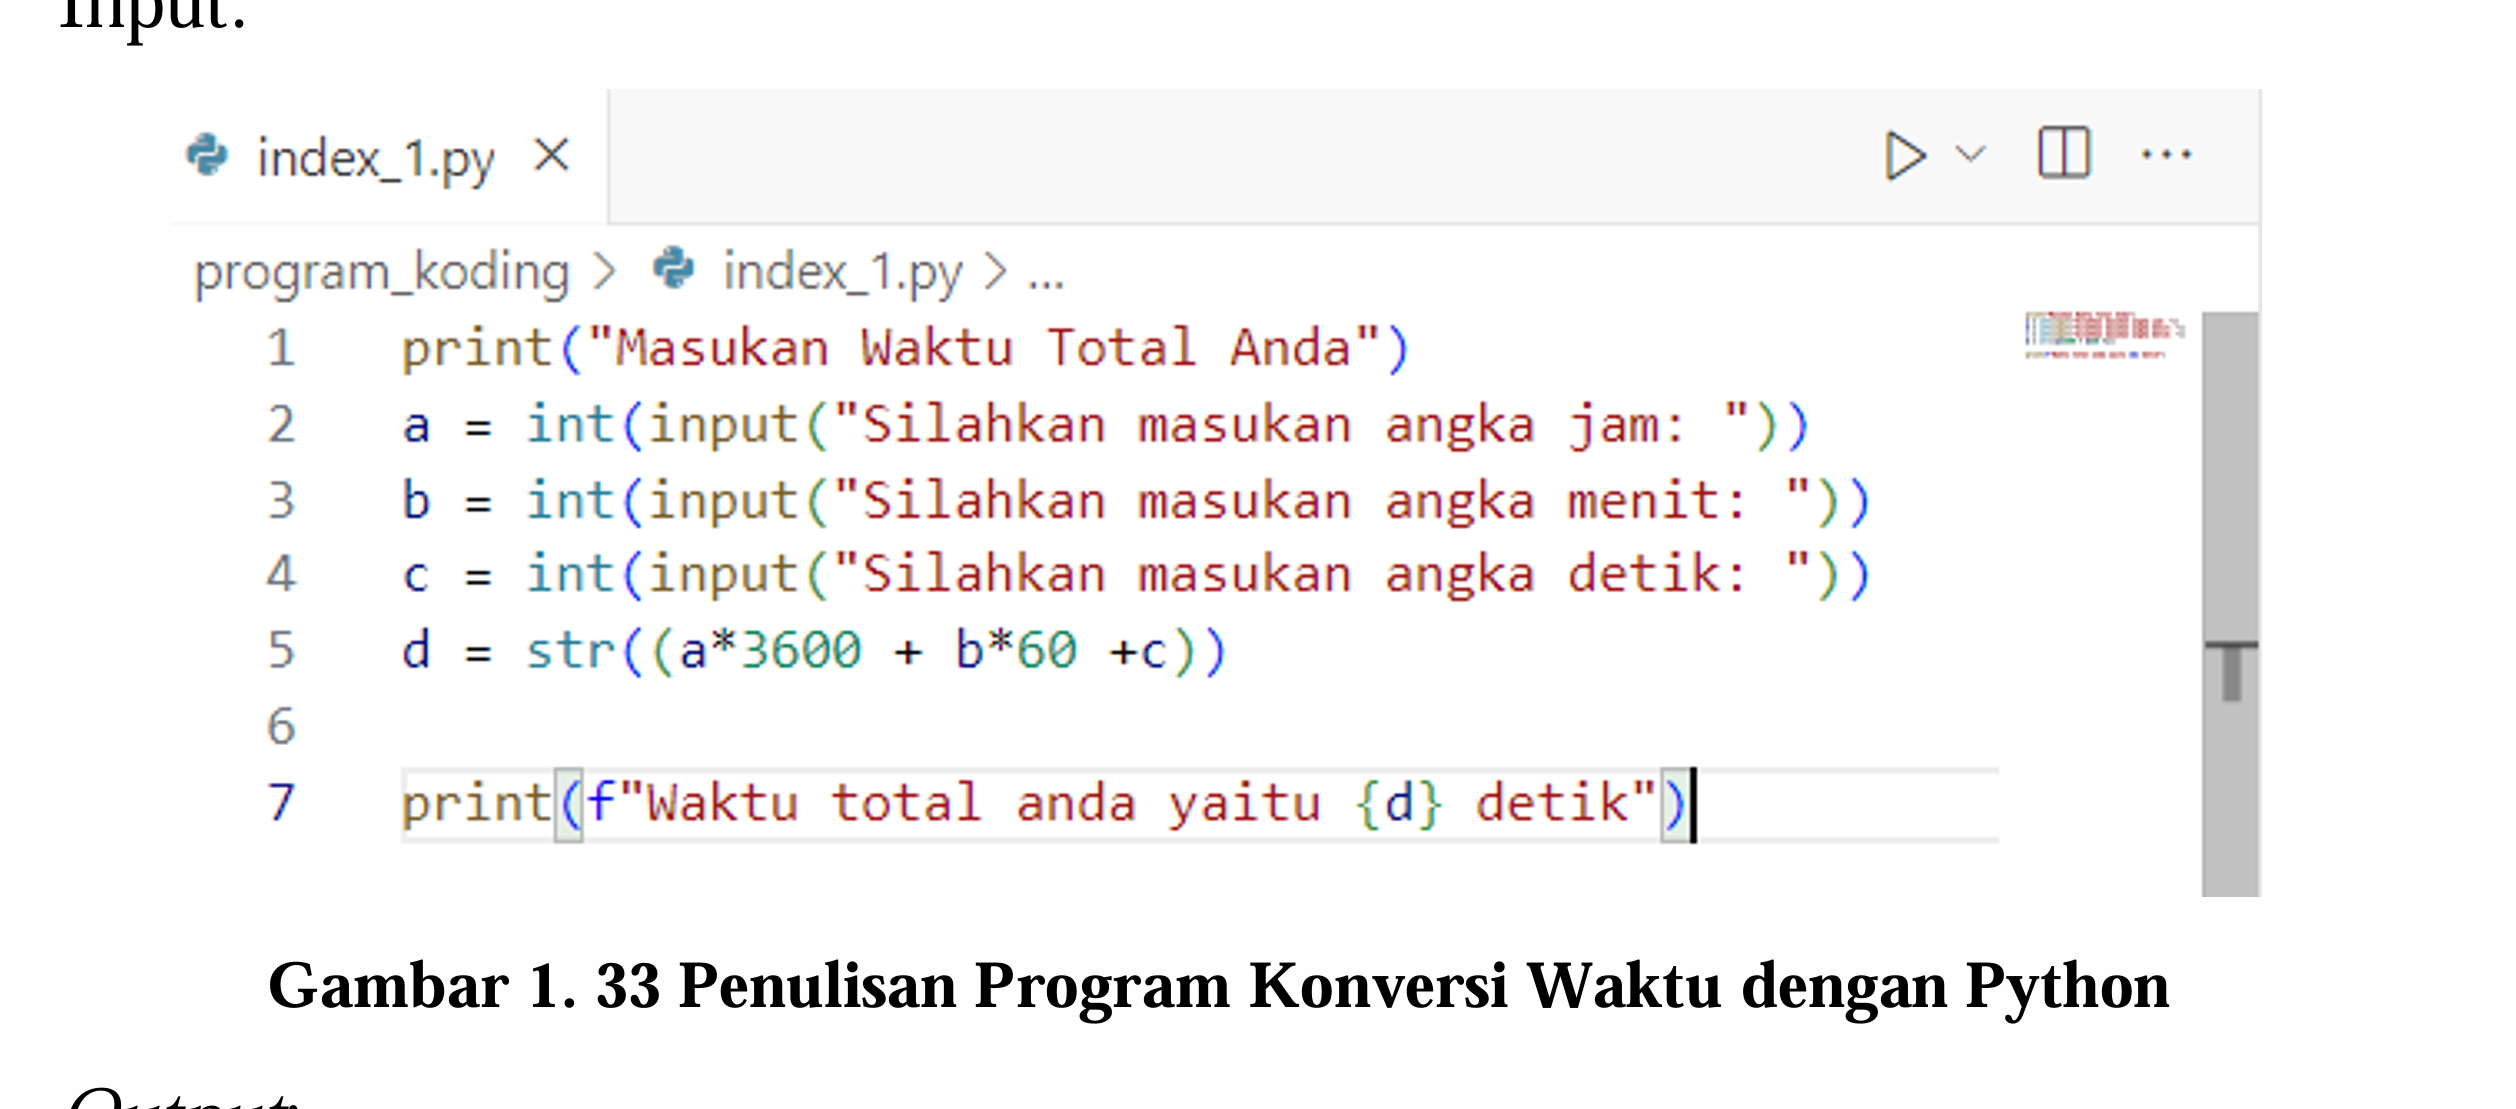 Input:
index_1.py
program_koding > index_1.py > ...
1 print("Masukan Waktu Total Anda")
2 a = int(input("Silahkan masukan angka jam: "))
3 b = int(input("Silahkan masukan angka menit: "))
4 c = int(input("Silahkan masukan angka detik: "))
5 d = str((a*3600 + b*60 +c))
6
7 print(f"Waktu total anda yaitu {d} detik")
Gambar 1. 33 Penulisan Program Konversi Waktu dengan Python
Output: